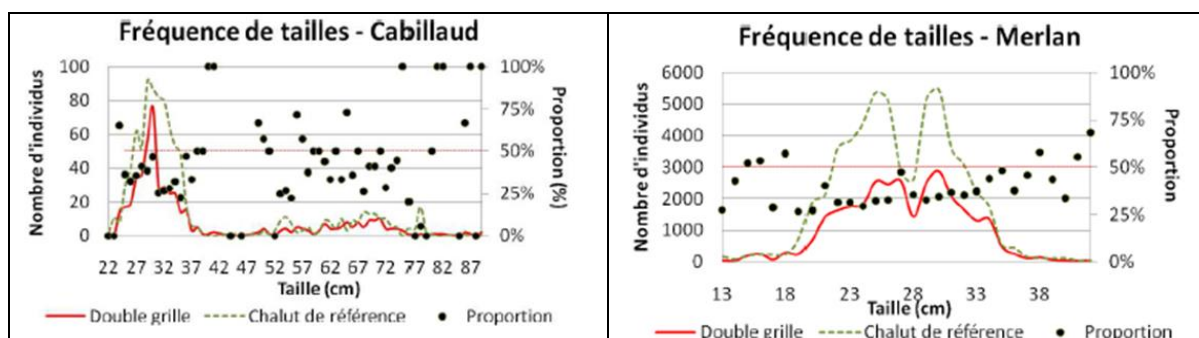 Fréquence de tailles - Cabillaud
Nombre d'individus
100
80
60
40
20
0
100%
75%
50%
25%
0%
Proportion (%)
22 27 32 37 42 47 52 57 62 67 72 77 82 87
Taille (cm)
Double grille Chalut de référence Proportion
Fréquence de tailles - Merlan
Nombre d'individus
6000
5000
4000
3000
2000
1000
0
100%
75%
50%
25%
0%
Proportion
13 18 23 28 33 38
Taille (cm)
Double grille Chalut de référence Proportion